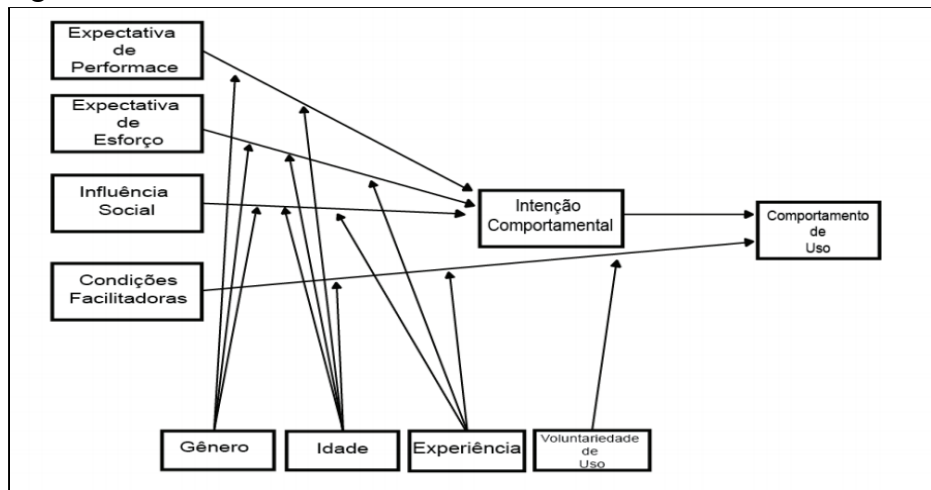 Expectativa
de
Performace
Expectativa
de
Esforço
Influência
Social
Condições
Facilitadoras
Intenção
Comportamental
Comportamento
de
Uso
Gênero
Idade
Experiência
Voluntariedade
de
Uso